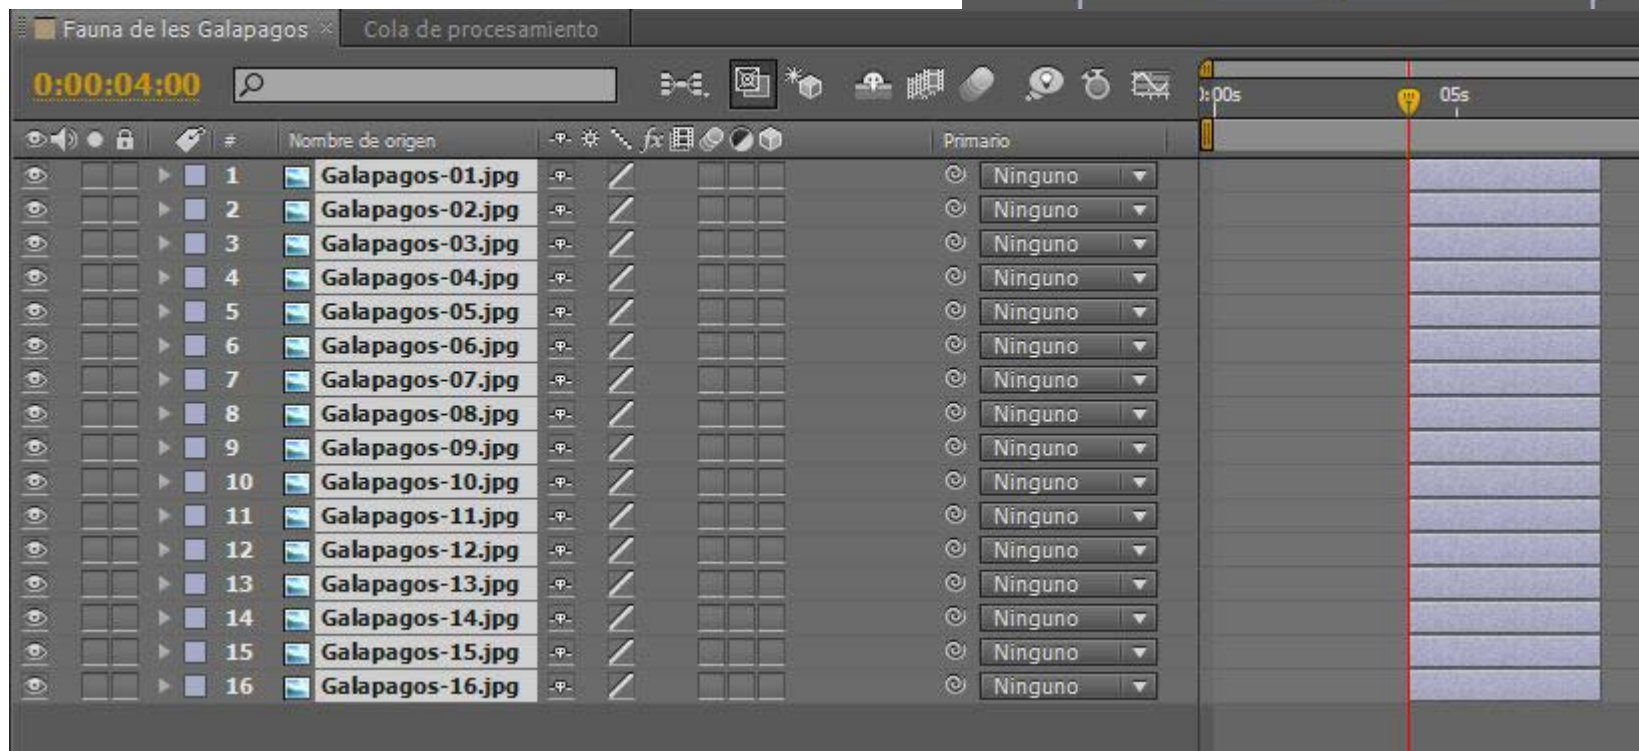 Fauna de les Galapagos × Cola de procesamiento
0:00:04:00
):00s 05s
# Nombre de origen fx Primario
1 Galapagos-01.jpg Ninguno
2 Galapagos-02.jpg Ninguno
3 Galapagos-03.jpg Ninguno
4 Galapagos-04.jpg Ninguno
5 Galapagos-05.jpg Ninguno
6 Galapagos-06.jpg Ninguno
7 Galapagos-07.jpg Ninguno
8 Galapagos-08.jpg Ninguno
9 Galapagos-09.jpg Ninguno
10 Galapagos-10.jpg Ninguno
11 Galapagos-11.jpg Ninguno
12 Galapagos-12.jpg Ninguno
13 Galapagos-13.jpg Ninguno
14 Galapagos-14.jpg Ninguno
15 Galapagos-15.jpg Ninguno
16 Galapagos-16.jpg Ninguno